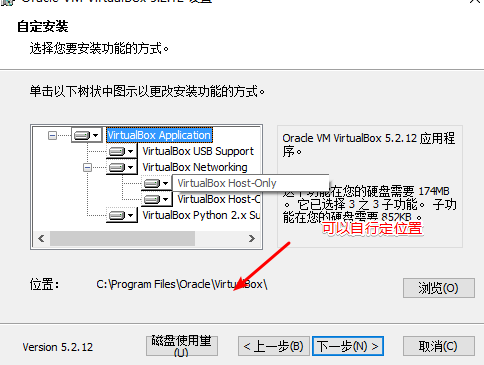 Oracle VM VirtualBox 5.2.12 设置
自定安装
选择您要安装功能的方式。
单击以下树状中图示以更改安装功能的方式。
VirtualBox Application
VirtualBox USB Support
VirtualBox Networking
VirtualBox Host-Only
VirtualBox Host-C
VirtualBox Python 2.x Su
Oracle VM VirtualBox 5.2.12 应用
程序。
这个功能在您的硬盘需要 174MB
。它已选择 3 之 3 子功能。 子功
能在您的硬盘需要 852KB 。
可以自行定位置
位置:
C:\Program Files\Oracle\VirtualBox\
浏览(O)
Version 5.2.12
磁盘使用量
(U)
< 上一步(B)
下一步(N) >
取消(C)